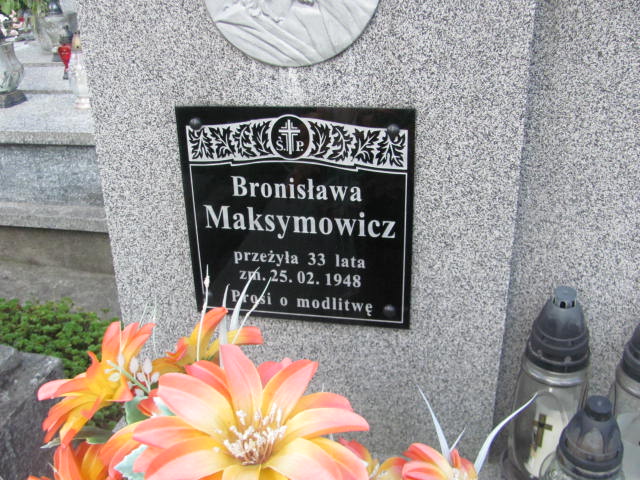 Ś.P.
Bronisława
Maksymowicz
przeżyła 33 lata
zm. 25. 02. 1948
Prosi o modlitwę